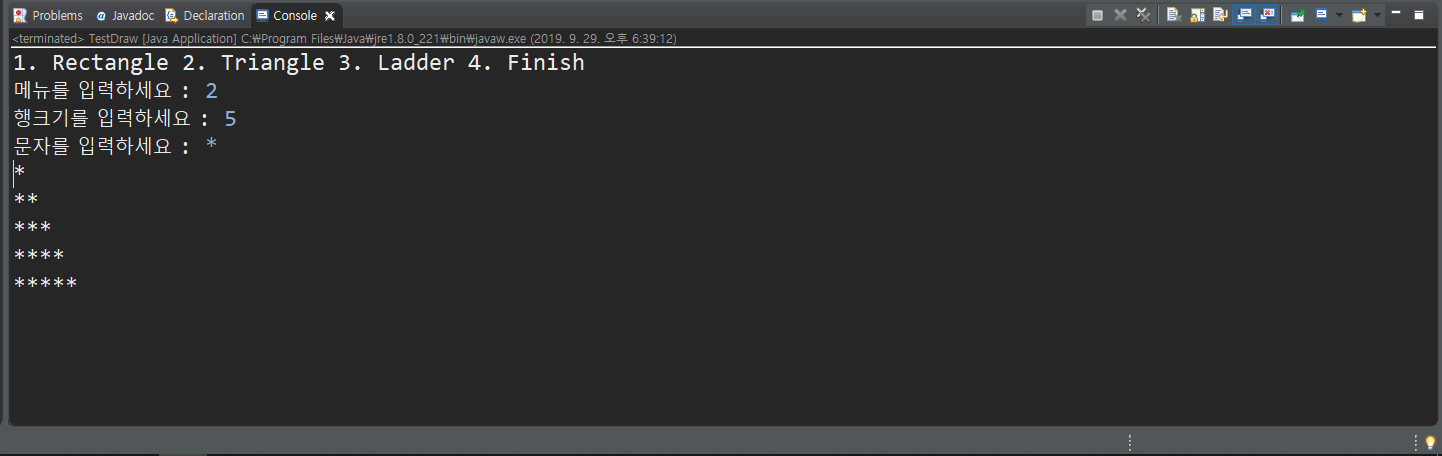 Problems Javadoc Declaration Console
<terminated> TestDraw [Java Application] C:₩Program Files₩Java₩jre1.8.0_221₩bin₩javaw.exe (2019. 9. 29. 오후 6:39:12)
1. Rectangle 2. Triangle 3. Ladder 4. Finish
메뉴를 입력하세요 : 2
행크기를 입력하세요 : 5
문자를 입력하세요 : *
*
**
***
****
*****